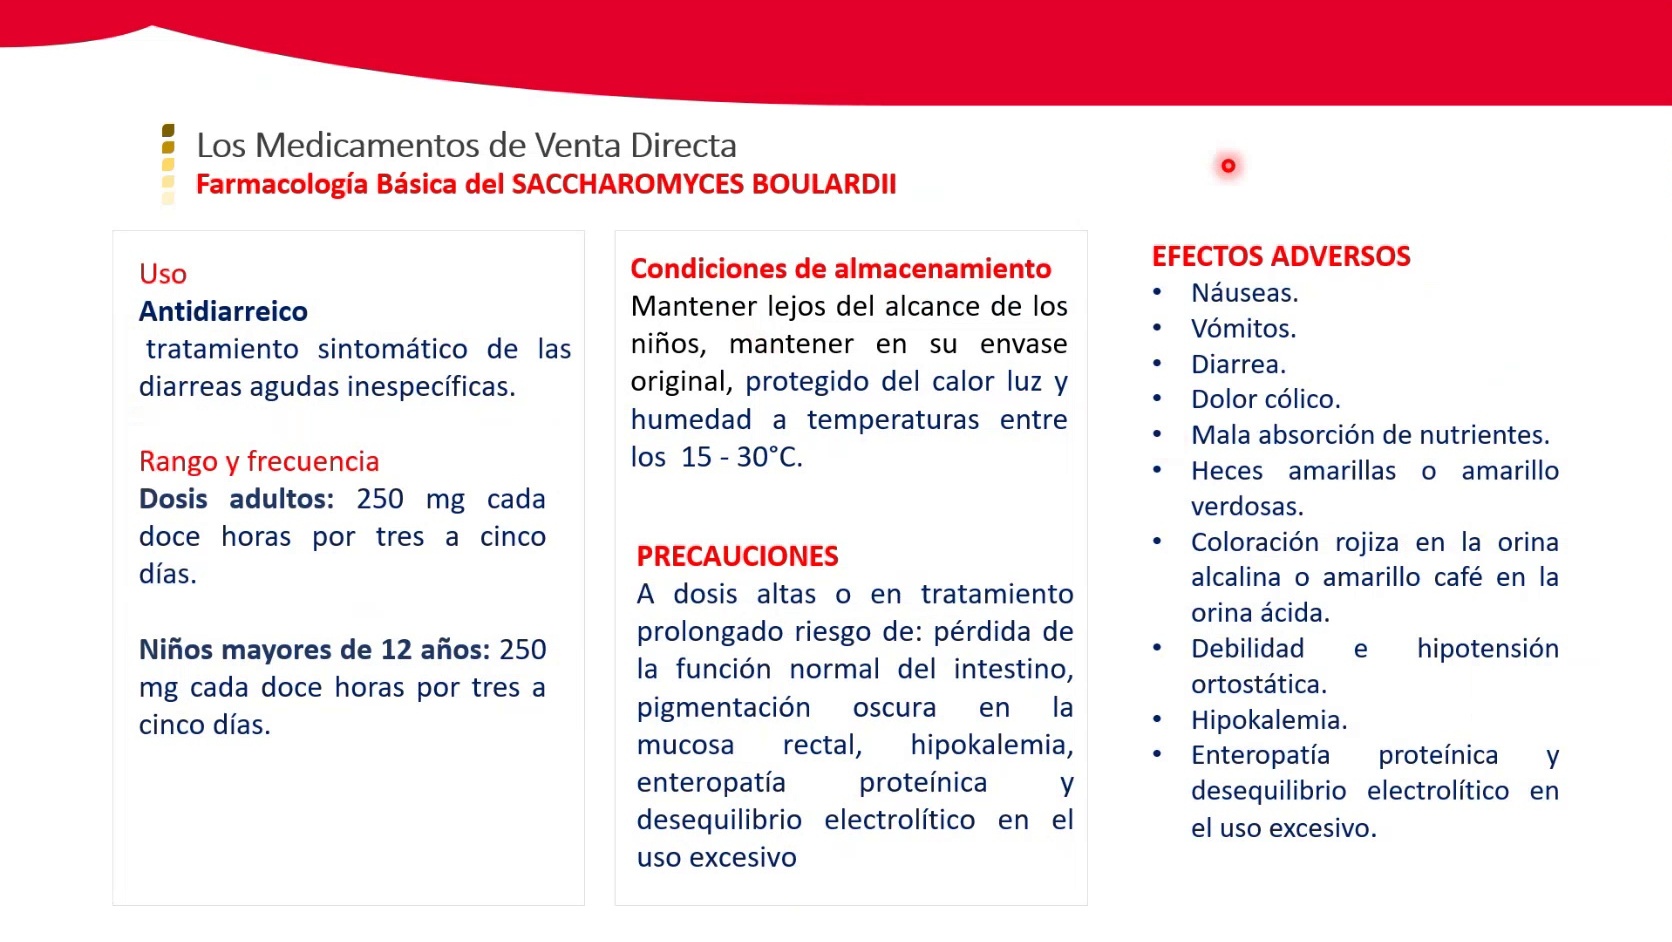 Los Medicamentos de Venta Directa
Farmacología Básica del SACCHAROMYCES BOULARDII
Uso
Antidiarreico
tratamiento sintomático de las
diarreas agudas inespecíficas.
Rango y frecuencia
Dosis adultos: 250 mg cada
doce horas por tres a cinco
días.
Niños mayores de 12 años: 250
mg cada doce horas por tres a
cinco días.
Condiciones de almacenamiento
Mantener lejos del alcance de los
niños, mantener en su envase
original, protegido del calor luz y
humedad a temperaturas entre
los 15 - 30°C.
PRECAUCIONES
A dosis altas o en tratamiento
prolongado riesgo de: pérdida de
la función normal del intestino,
pigmentación oscura en la
mucosa rectal, hipokalemia,
enteropatía proteínica y
desequilibrio electrolítico en el
uso excesivo
EFECTOS ADVERSOS
• Náuseas.
• Vómitos.
• Diarrea.
• Dolor cólico.
• Mala absorción de nutrientes.
• Heces amarillas o amarillo
verdosas.
• Coloración rojiza en la orina
alcalina o amarillo café en la
orina ácida.
• Debilidad e hipotensión
ortostática.
• Hipokalemia.
• Enteropatía proteínica y
desequilibrio electrolítico en
el uso excesivo.